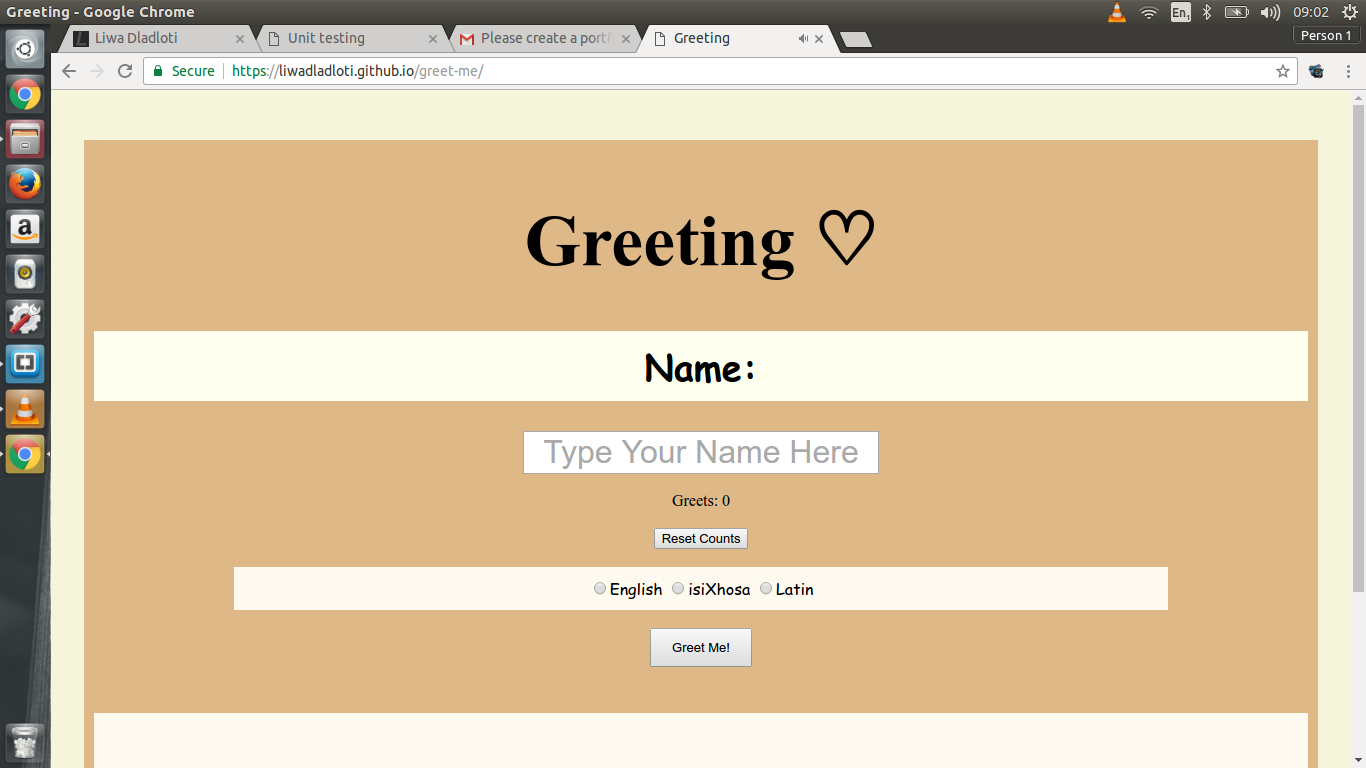 Greeting - Google Chrome
En1
09:02
Liwa Dladloti
Unit testing
Please create a portf
Greeting
Person 1
Secure
https://liwadladloti.github.io/greet-me/
Greeting ♡
Name:
Type Your Name Here
Greets: 0
Reset Counts
English isiXhosa Latin
Greet Me!